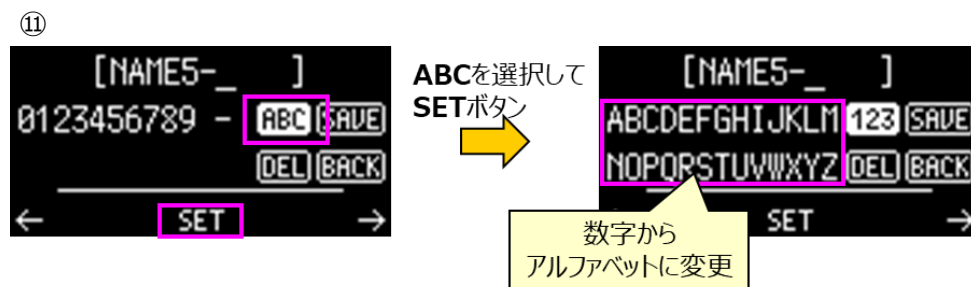 ⑪
[NAME5-_ ]
0123456789 - ABC SAVE
DEL BACK
← SET →
ABCを選択して
SETボタン
[NAME5-_ ]
ABCDEFGHIJKLM 123 SAVE
NOPQRSTUVWXYZ DEL BACK
SET →
数字から
アルファベットに変更